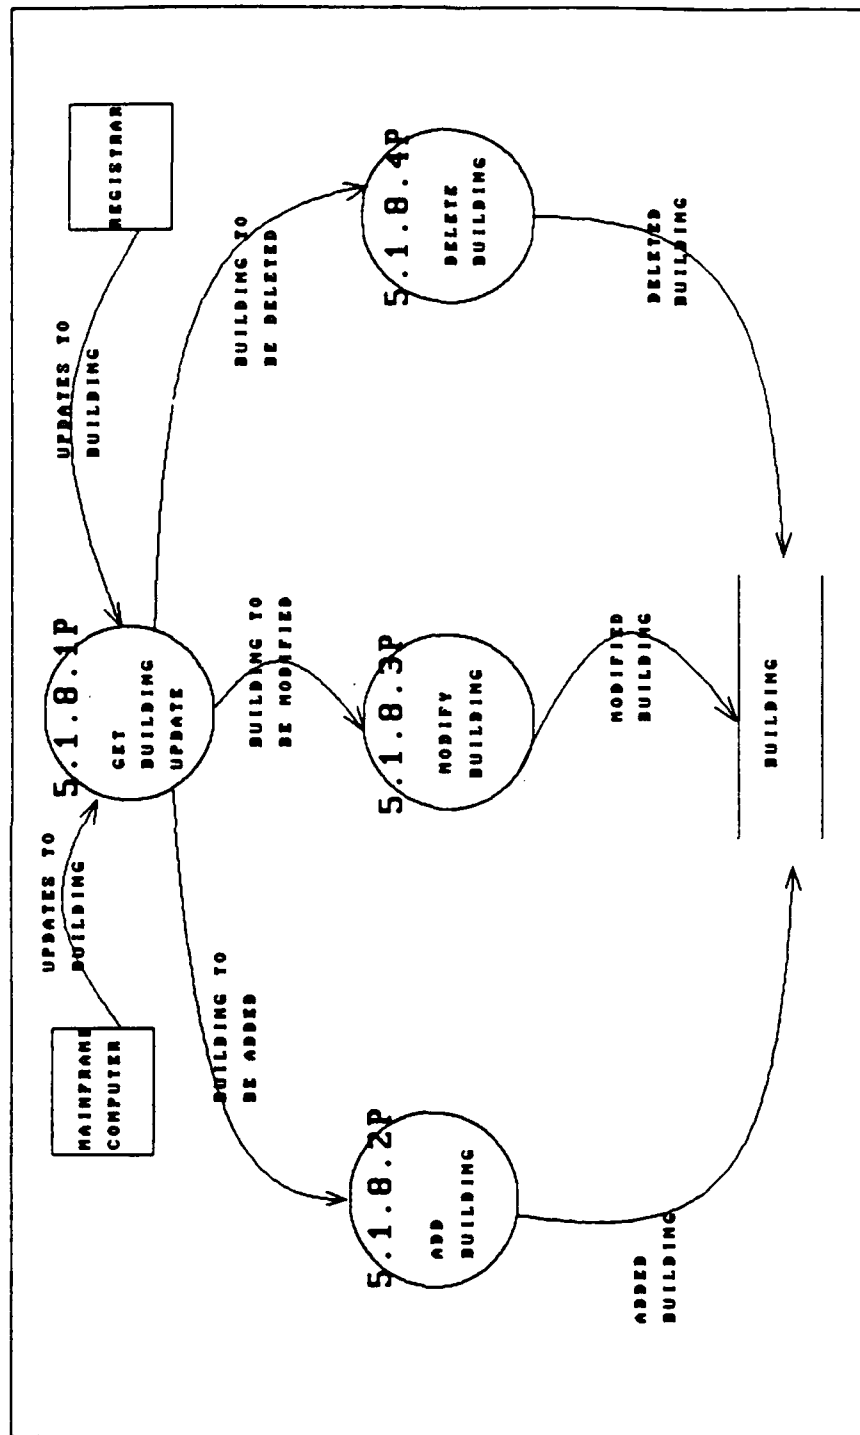 MAINFRAME
COMPUTER
UPDATES TO
BUILDING
5.1.8.1P
GET
BUILDING
UPDATE
UPDATES TO
BUILDING
REGISTRAR
BUILDING TO
BE ADDED
BUILDING TO
BE MODIFIED
BUILDING TO
BE DELETED
5.1.8.2P
ADD
BUILDING
5.1.8.3P
MODIFY
BUILDING
5.1.8.4P
DELETE
BUILDING
ADDED
BUILDING
MODIFIED
BUILDING
DELETED
BUILDING
BUILDING